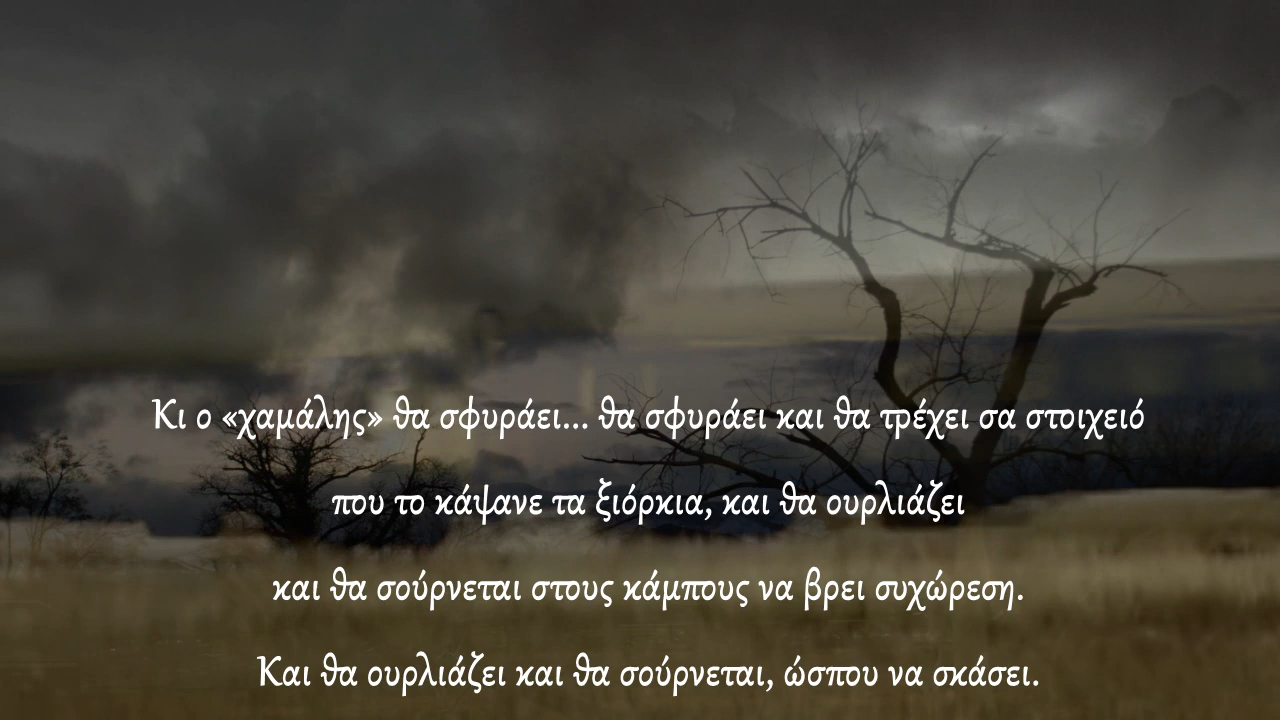 Κι ο «χαμάλης» θα σφυράει... θα σφυράει και θα τρέχει σα στοιχειό
που το κάψανε τα ξιόρκια, και θα ουρλιάζει
και θα σούρνεται στους κάμπους να βρει συχώρεση.
Και θα ουρλιάζει και θα σούρνεται, ώσπου να σκάσει.